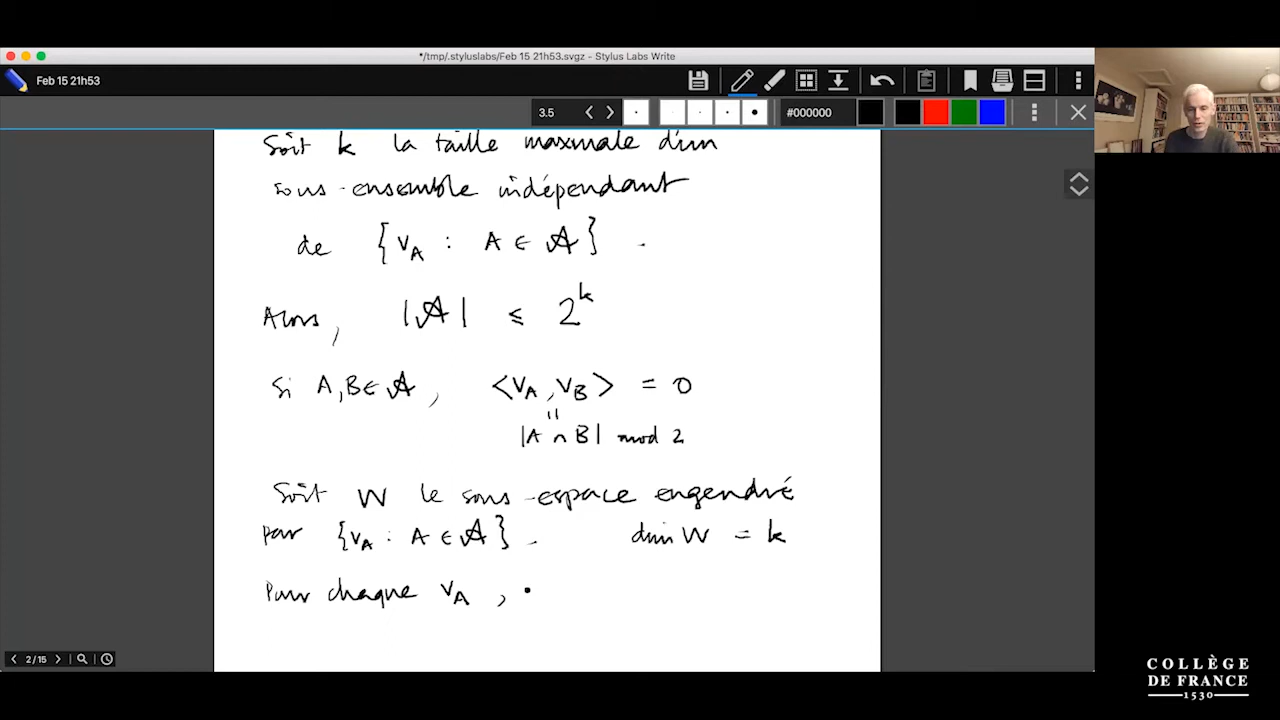 */tmp/.styluslabs/Feb 15 21h53.svgz - Stylus Labs Write
Feb 15 21h53
3.5
#000000
Soit k la taille maximale d'un
sous-ensemble indépendant
de {v_A : A ∈ 𝒜} .
Alors, |𝒜| ≤ 2^k
Si A, B ∈ 𝒜, <v_A, v_B> = 0
"
|A ∩ B| mod 2
Soit W le sous-espace engendré
par {v_A : A ∈ 𝒜} . dim W = k
Pour chaque v_A ,
2/15
COLLÈGE
DE FRANCE
1530